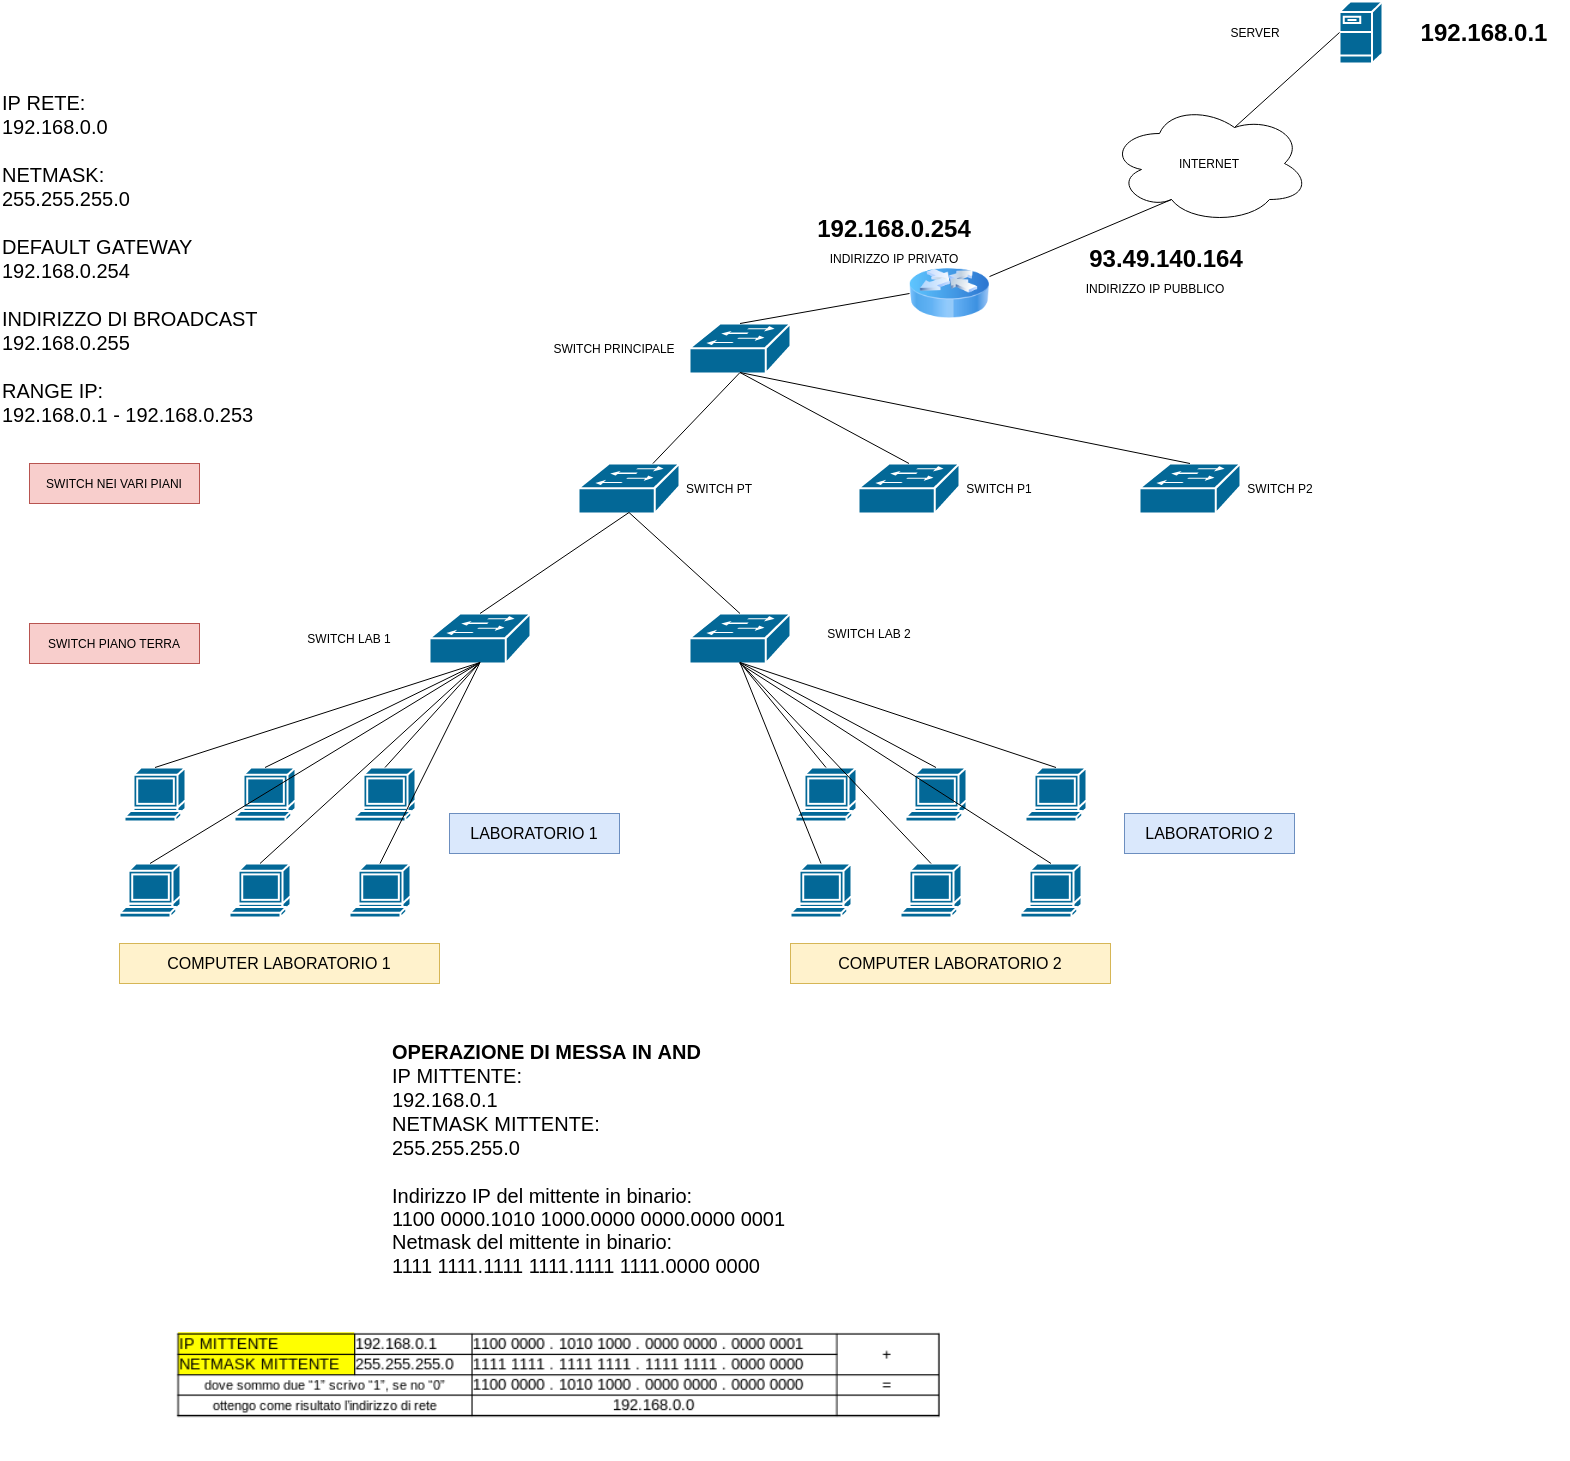 SERVER
192.168.0.1
IP RETE:
192.168.0.0
NETMASK:
255.255.255.0
DEFAULT GATEWAY
192.168.0.254
INDIRIZZO DI BROADCAST
192.168.0.255
RANGE IP:
192.168.0.1 - 192.168.0.253
INTERNET
192.168.0.254
INDIRIZZO IP PRIVATO
93.49.140.164
INDIRIZZO IP PUBBLICO
SWITCH PRINCIPALE
SWITCH NEI VARI PIANI
SWITCH PT
SWITCH P1
SWITCH P2
SWITCH PIANO TERRA
SWITCH LAB 1
SWITCH LAB 2
LABORATORIO 1
LABORATORIO 2
COMPUTER LABORATORIO 1
COMPUTER LABORATORIO 2
OPERAZIONE DI MESSA IN AND
IP MITTENTE:
192.168.0.1
NETMASK MITTENTE:
255.255.255.0
Indirizzo IP del mittente in binario:
1100 0000.1010 1000.0000 0000.0000 0001
Netmask del mittente in binario:
1111 1111.1111 1111.1111 1111.0000 0000
IP MITTENTE 192.168.0.1 1100 0000 . 1010 1000 . 0000 0000 . 0000 0001 +
NETMASK MITTENTE 255.255.255.0 1111 1111 . 1111 1111 . 1111 1111 . 0000 0000
dove sommo due “1” scrivo “1”, se no “0” 1100 0000 . 1010 1000 . 0000 0000 . 0000 0000 =
ottengo come risultato l'indirizzo di rete 192.168.0.0